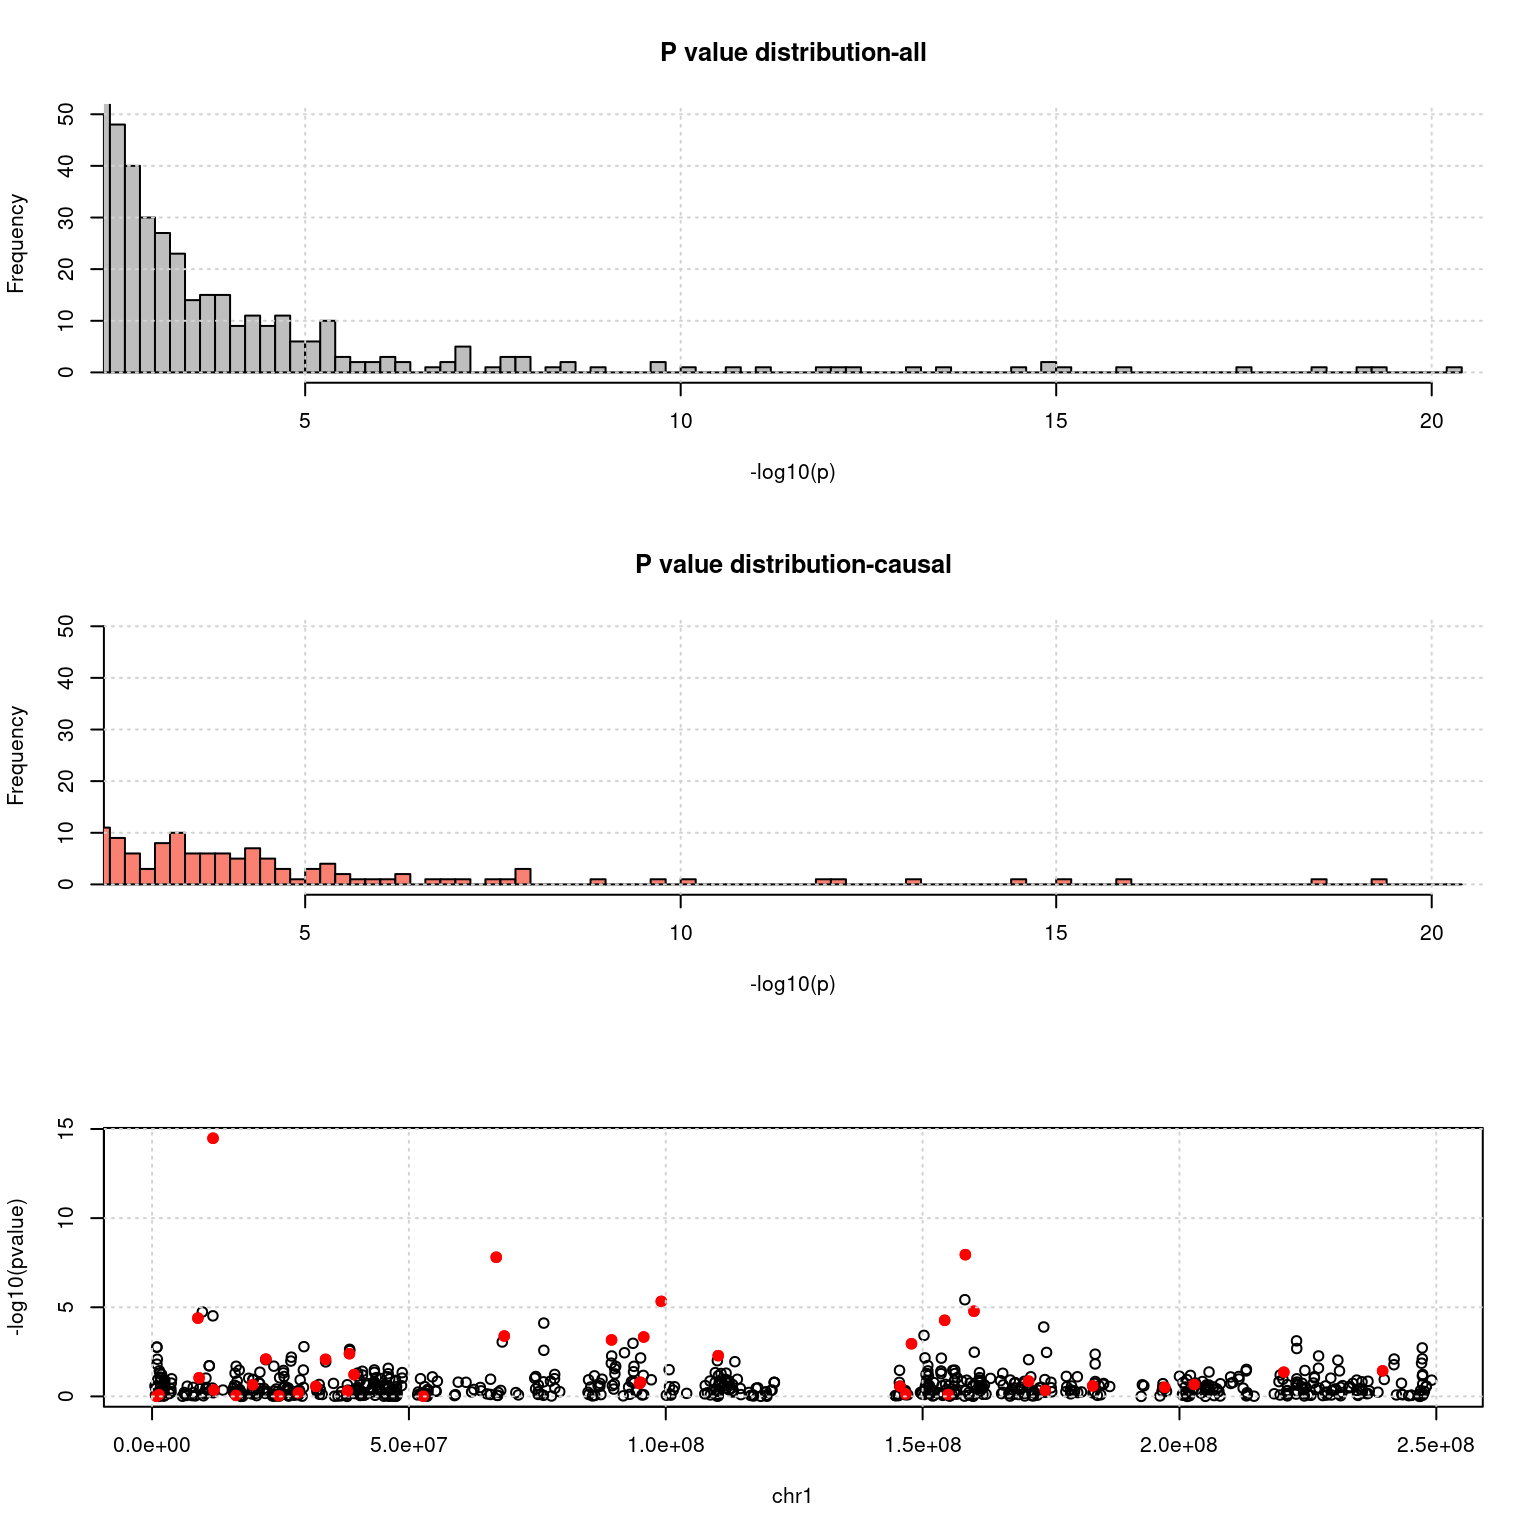 P value distribution-all
Frequency
50
40
30
20
10
0
5 10 15 20
-log10(p)
P value distribution-causal
Frequency
50
40
30
20
10
0
5 10 15 20
-log10(p)
-log10(pvalue)
15
10
5
0
0.0e+00 5.0e+07 1.0e+08 1.5e+08 2.0e+08 2.5e+08
chr1